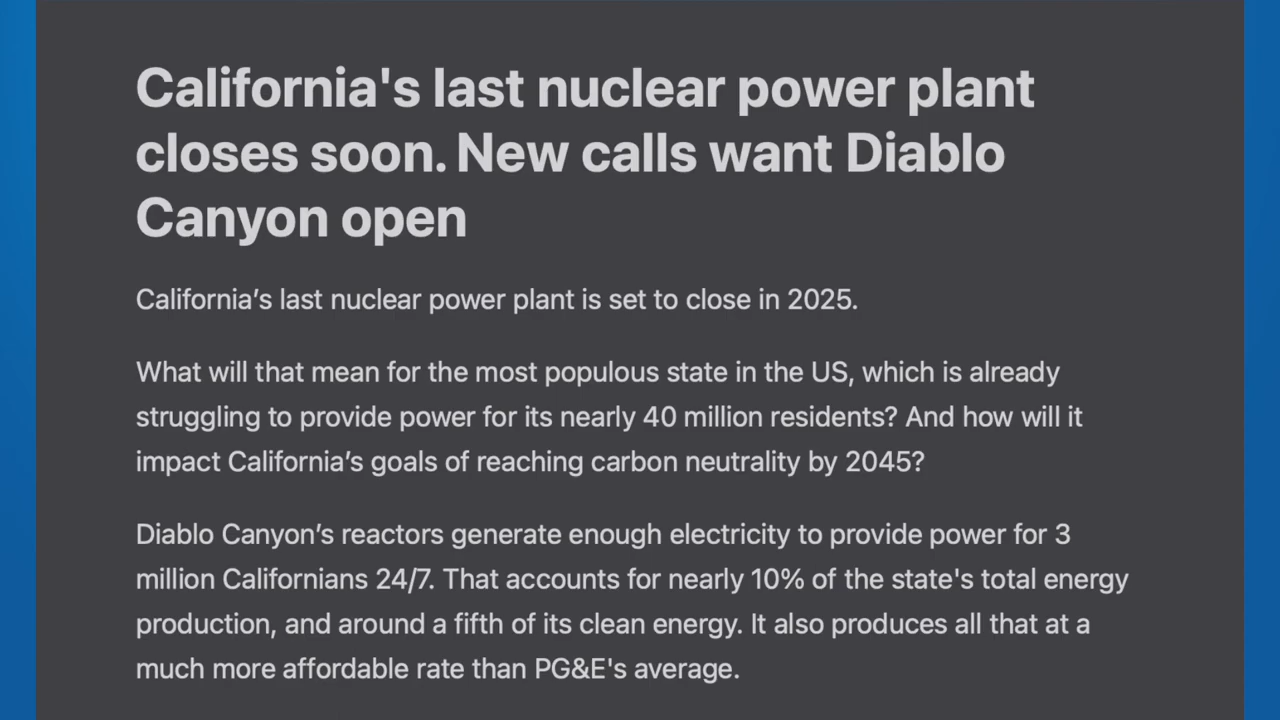 California's last nuclear power plant
closes soon. New calls want Diablo
Canyon open
California’s last nuclear power plant is set to close in 2025.
What will that mean for the most populous state in the US, which is already
struggling to provide power for its nearly 40 million residents? And how will it
impact California’s goals of reaching carbon neutrality by 2045?
Diablo Canyon’s reactors generate enough electricity to provide power for 3
million Californians 24/7. That accounts for nearly 10% of the state's total energy
production, and around a fifth of its clean energy. It also produces all that at a
much more affordable rate than PG&E's average.